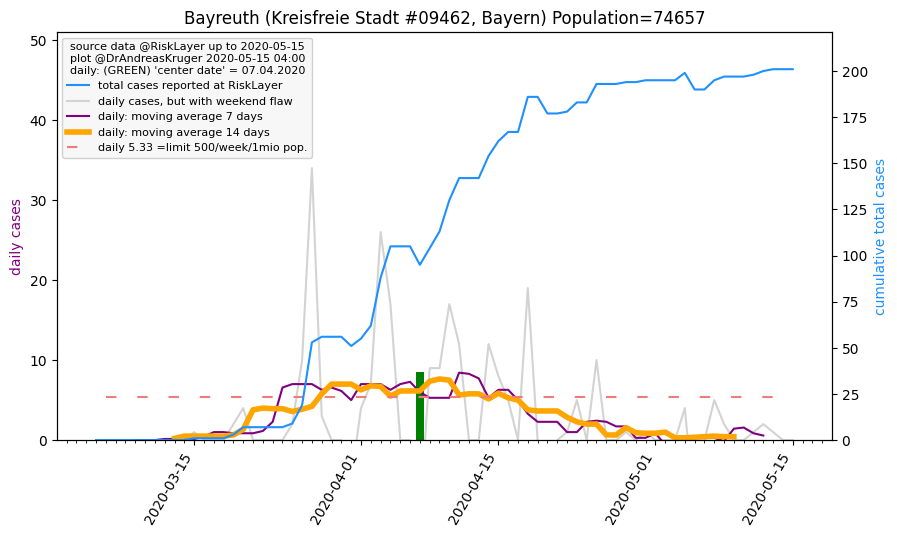 Bayreuth (Kreisfreie Stadt #09462, Bayern) Population=74657
source data @RiskLayer up to 2020-05-15
plot @DrAndreasKruger 2020-05-15 04:00
daily: (GREEN) 'center date' = 07.04.2020
total cases reported at RiskLayer
daily cases, but with weekend flaw
daily: moving average 7 days
daily: moving average 14 days
daily 5.33 =limit 500/week/1mio pop.
daily cases
50
40
30
20
10
0
cumulative total cases
200
175
150
125
100
75
50
25
0
2020-03-15
2020-04-01
2020-04-15
2020-05-01
2020-05-15